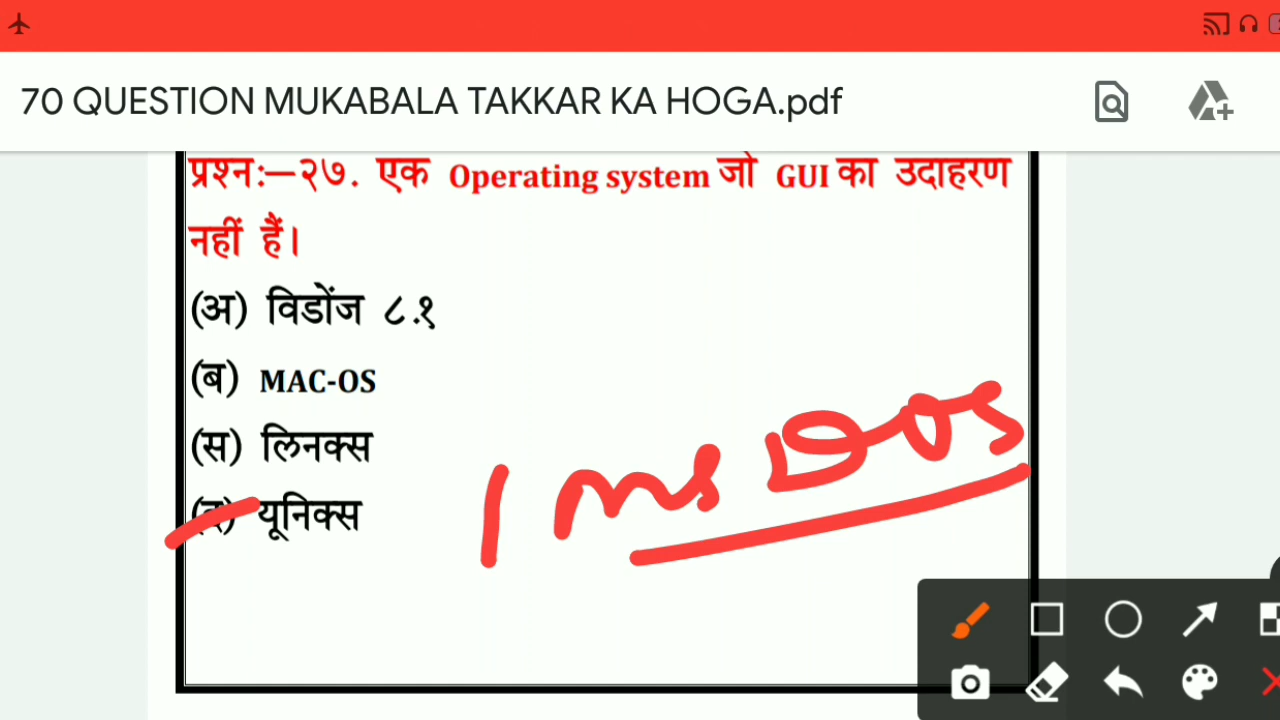 70 QUESTION MUKABALA TAKKAR KA HOGA.pdf
प्रश्नः—२७. एक Operating system जो GUI का उदाहरण
नहीं हैं।
(अ) विडोंज ८.१
(ब) MAC-OS
(स) लिनक्स
(द) यूनिक्स
/ ms DOS